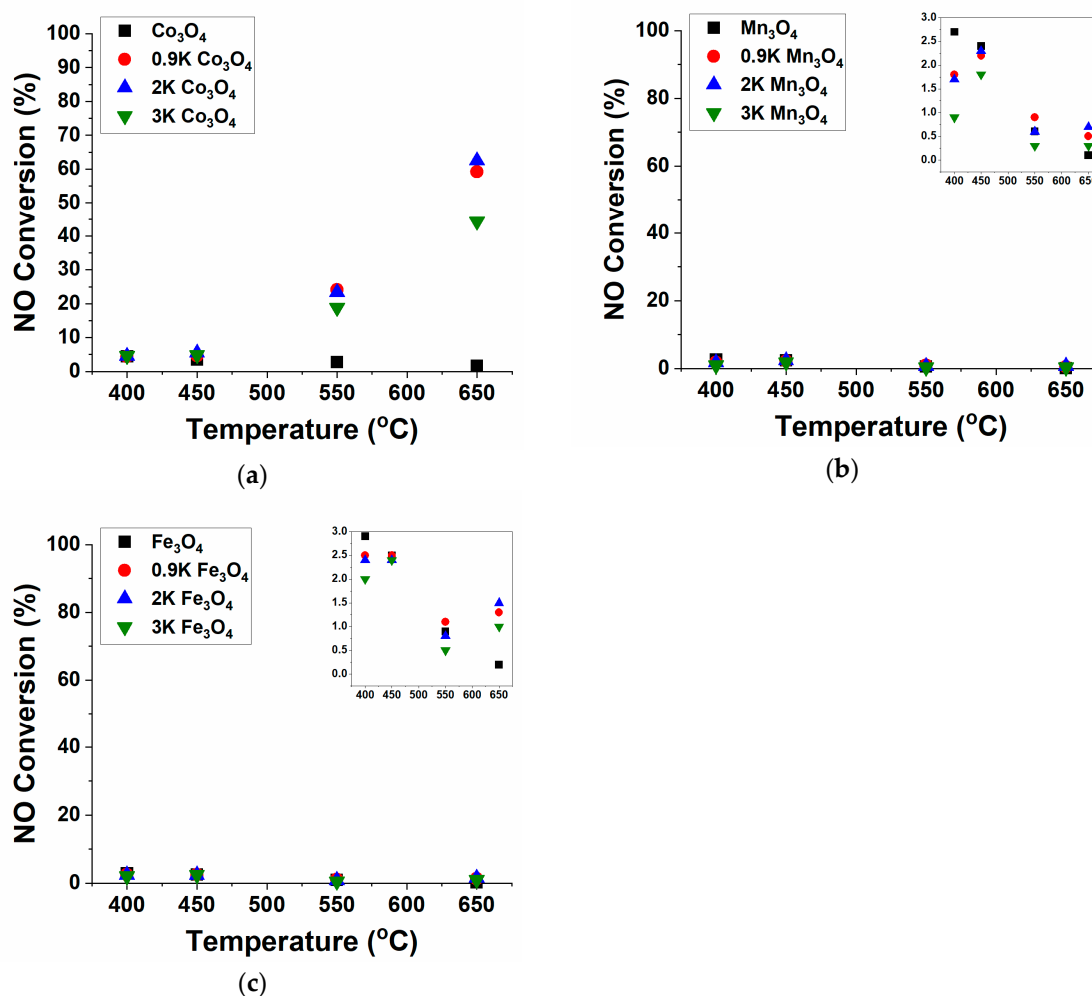 100
90
80
70
60
50
40
30
20
10
0
NO Conversion (%)
Co₃O₄
0.9K Co₃O₄
2K Co₃O₄
3K Co₃O₄
400 450 500 550 600 650
Temperature (°C)
(a)
100
80
60
40
20
0
NO Conversion (%)
Mn₃O₄
0.9K Mn₃O₄
2K Mn₃O₄
3K Mn₃O₄
3.0
2.5
2.0
1.5
1.0
0.5
0.0
400 450 500 550 600 650
400 450 500 550 600 650
Temperature (°C)
(b)
100
80
60
40
20
0
NO Conversion (%)
Fe₃O₄
0.9K Fe₃O₄
2K Fe₃O₄
3K Fe₃O₄
3.0
2.5
2.0
1.5
1.0
0.5
0.0
400 450 500 550 600 650
400 450 500 550 600 650
Temperature (°C)
(c)